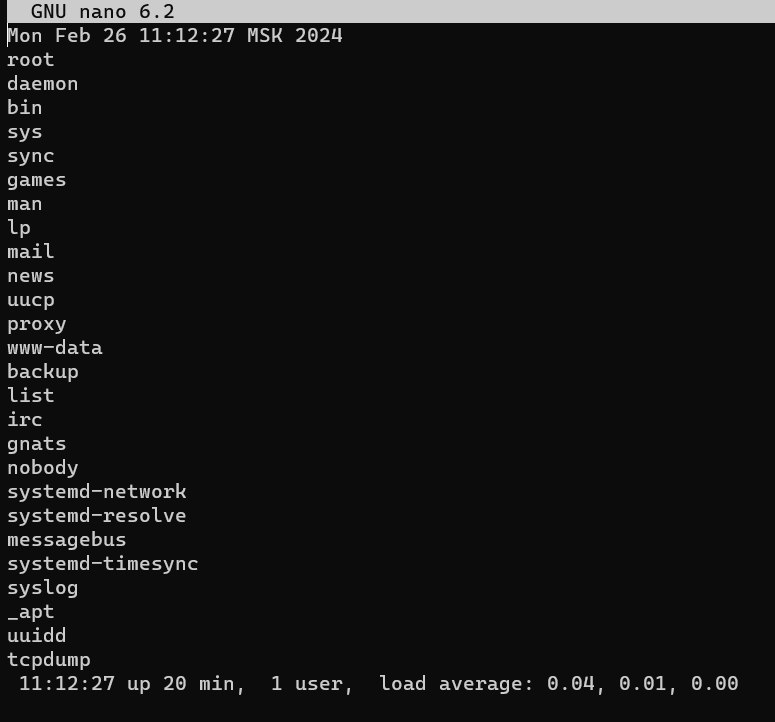 GNU nano 6.2
Mon Feb 26 11:12:27 MSK 2024
root
daemon
bin
sys
sync
games
man
lp
mail
news
uucp
proxy
www-data
backup
list
irc
gnats
nobody
systemd-network
systemd-resolve
messagebus
systemd-timesync
syslog
_apt
uuidd
tcpdump
 11:12:27 up 20 min,  1 user,  load average: 0.04, 0.01, 0.00